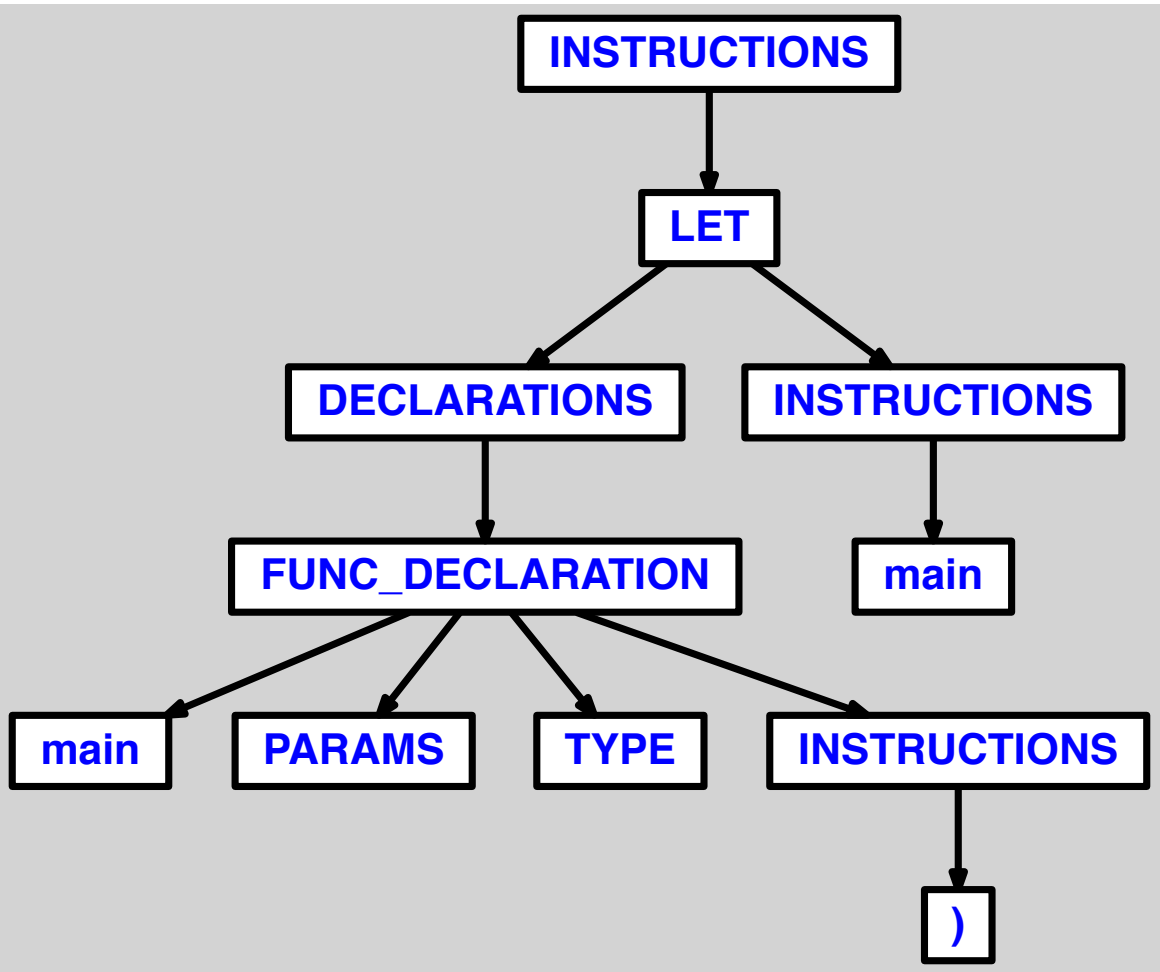 INSTRUCTIONS
LET
DECLARATIONS
INSTRUCTIONS
FUNC_DECLARATION
main
main
PARAMS
TYPE
INSTRUCTIONS
)